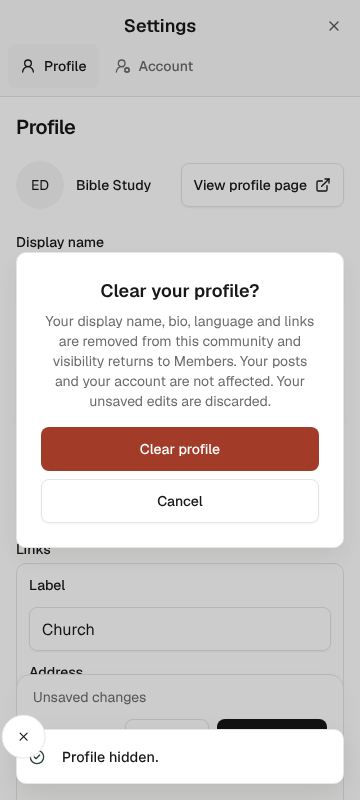 Settings
Profile
Account
Profile
ED
Bible Study
View profile page
Display name
Clear your profile?
Your display name, bio, language and links
are removed from this community and
visibility returns to Members. Your posts
and your account are not affected. Your
unsaved edits are discarded.
Clear profile
Cancel
Links
Label
Church
Address
Unsaved changes
Profile hidden.